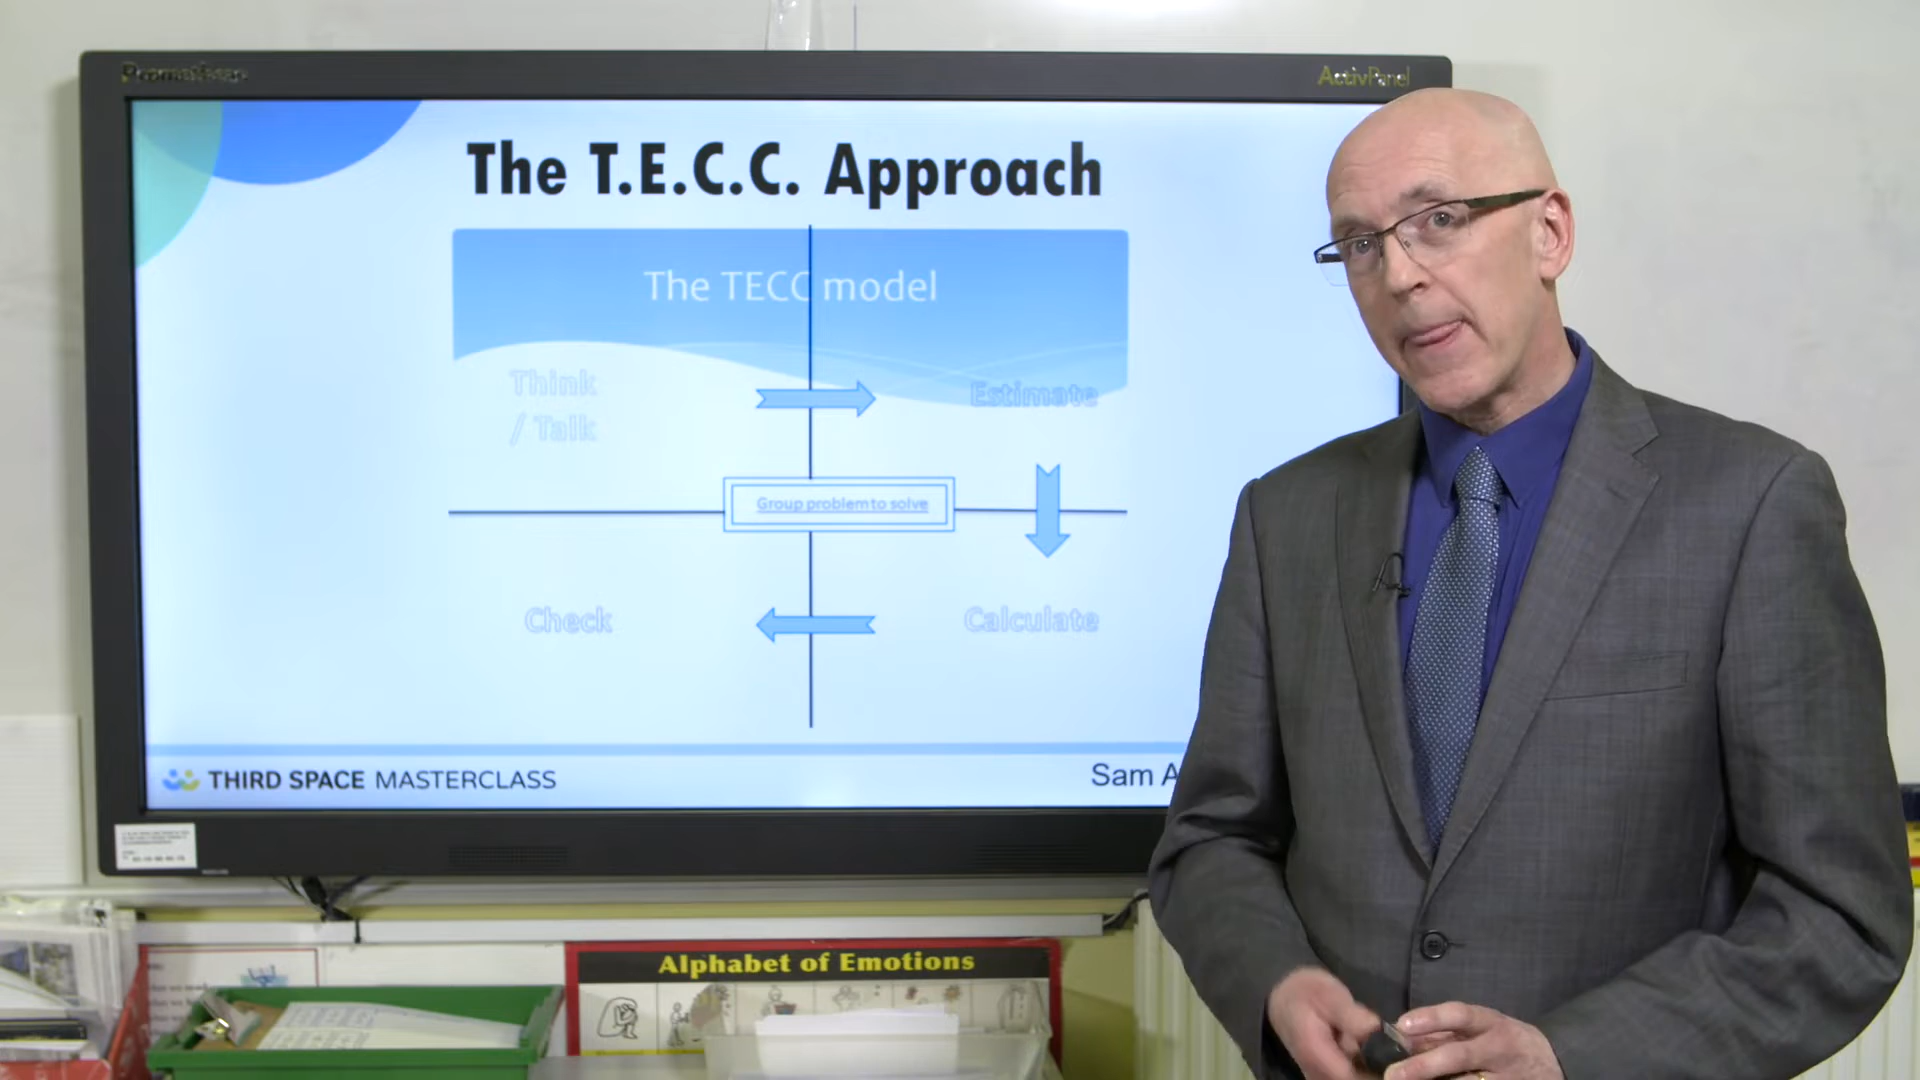 Promethean
ActivPanel
The T.E.C.C. Approach
The TECC model
Think
/ Talk
Estimate
Group problem to solve
Check
Calculate
THIRD SPACE MASTERCLASS
Sam A
Alphabet of Emotions